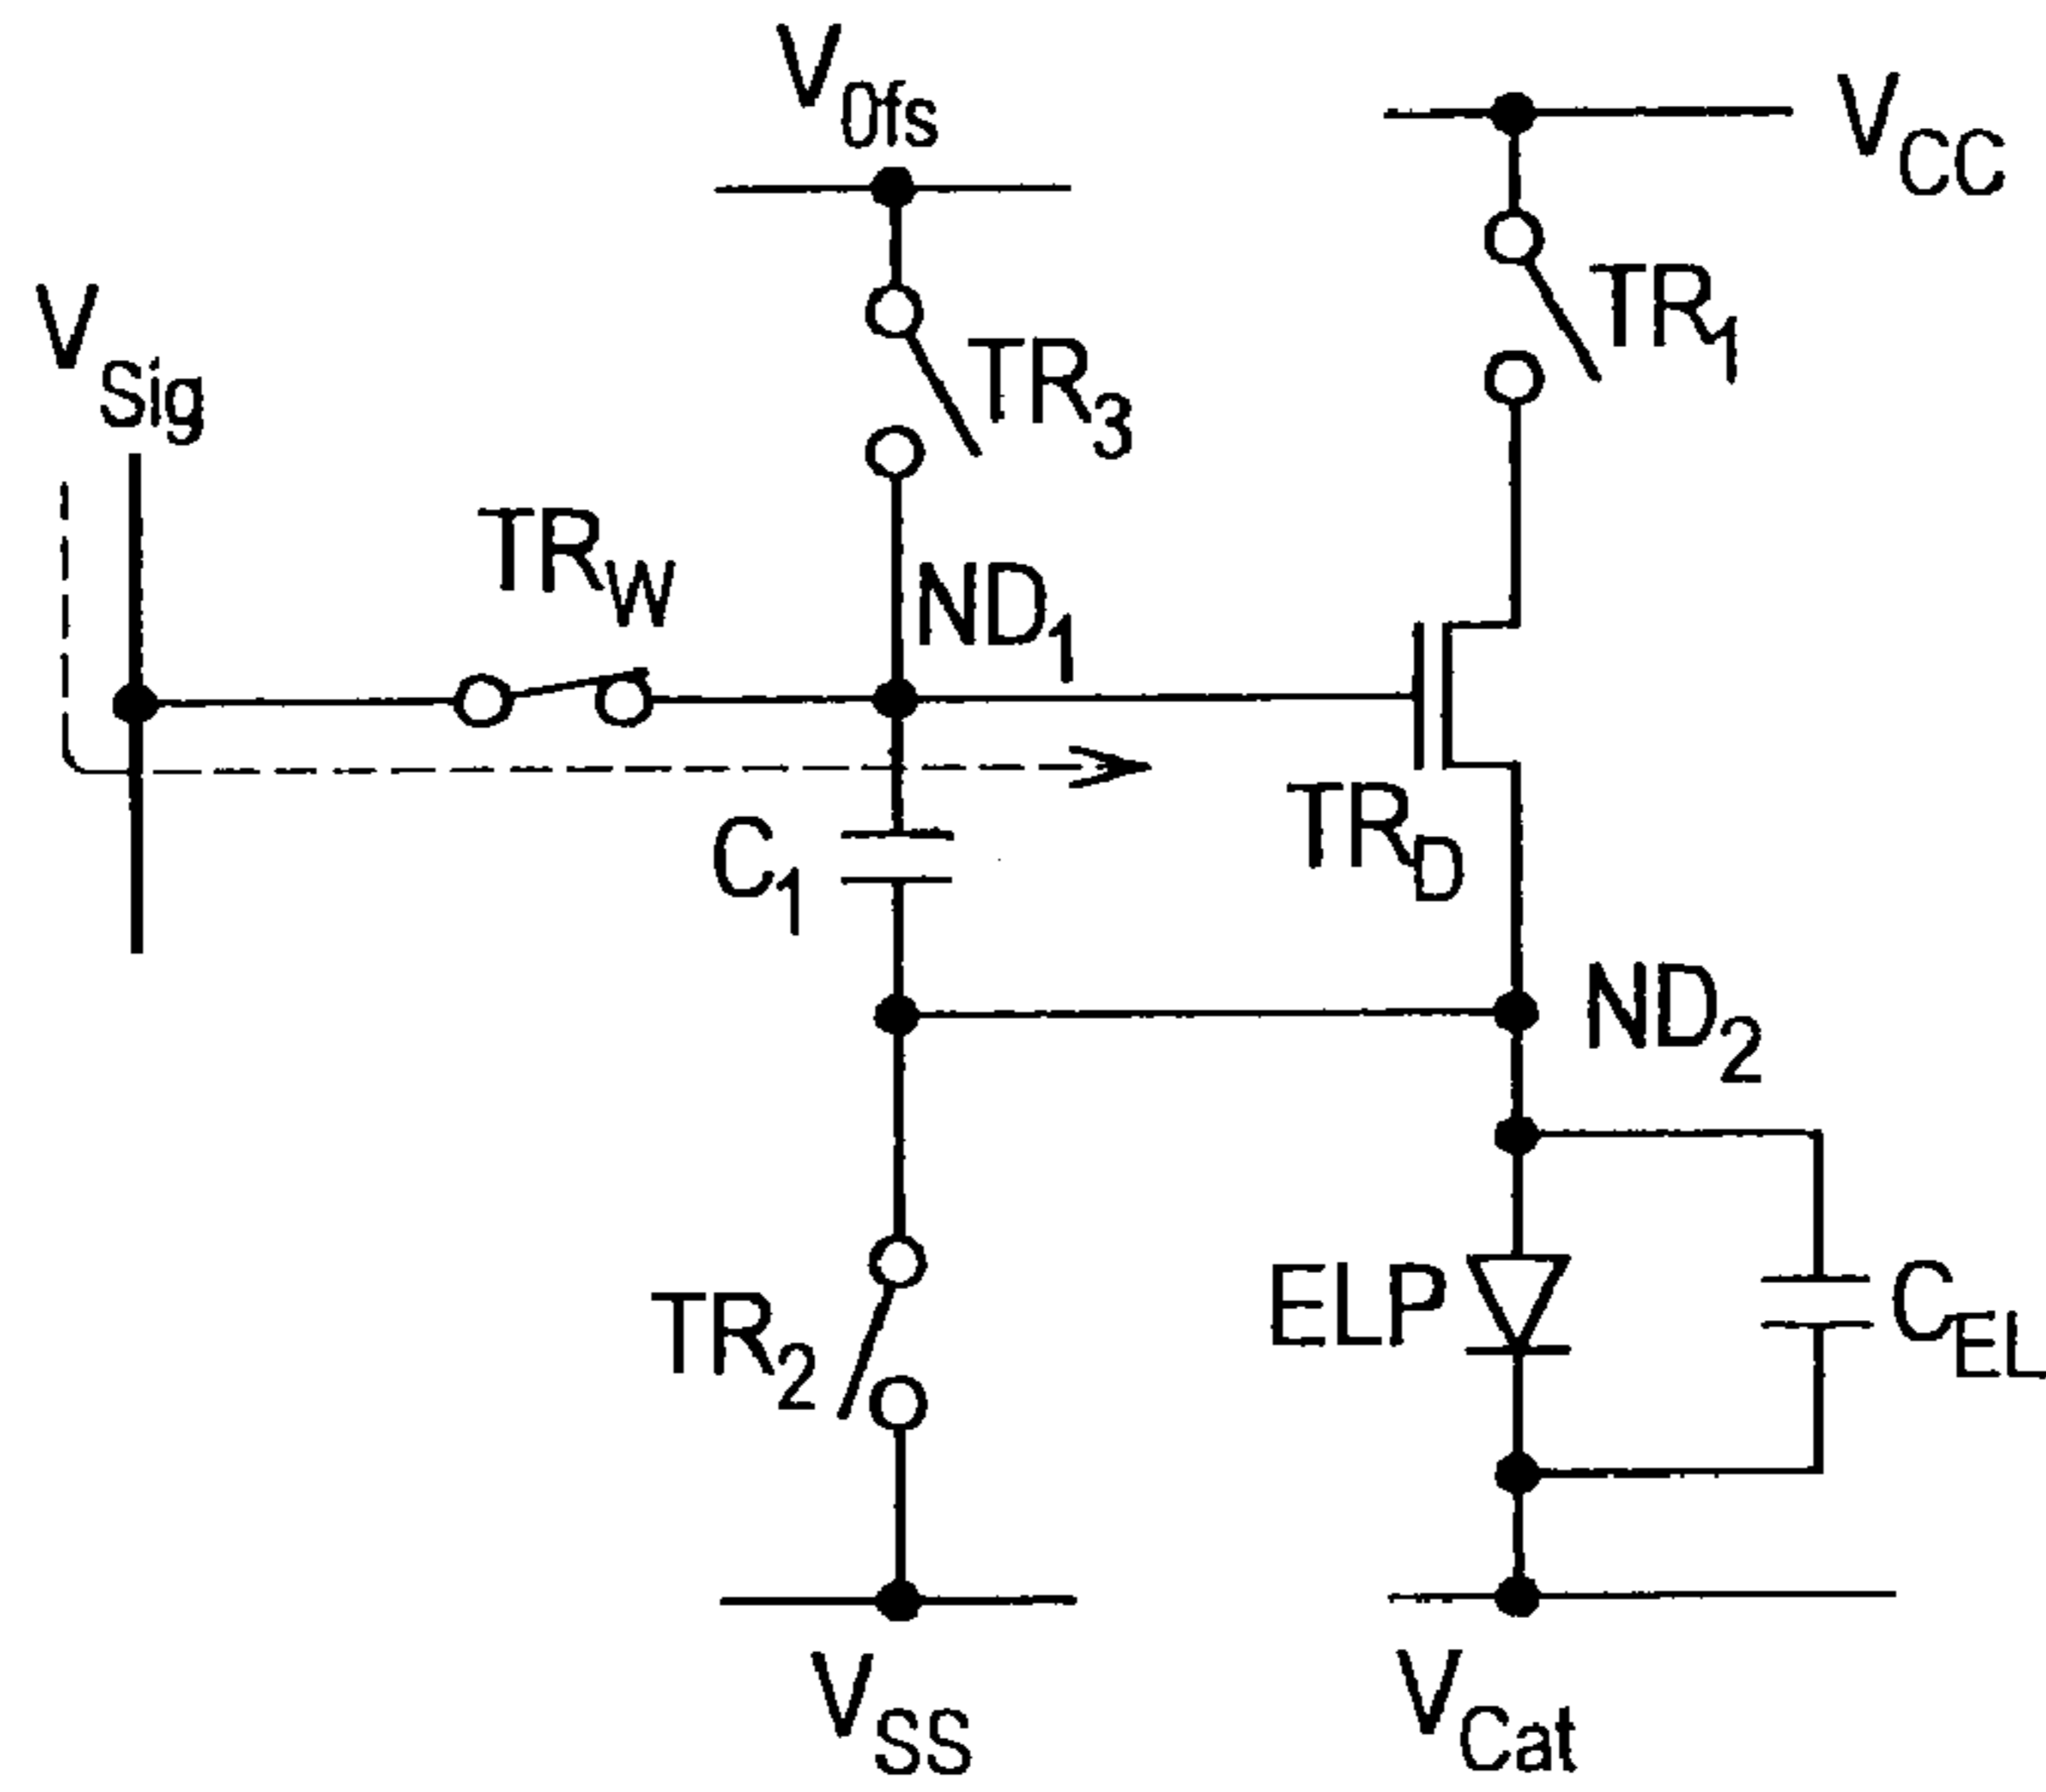 V0fs
VCC
VSig
TR3
TR1
TRW
ND1
C1
TRD
ND2
TR2
ELP
CEL
VSS
VCat